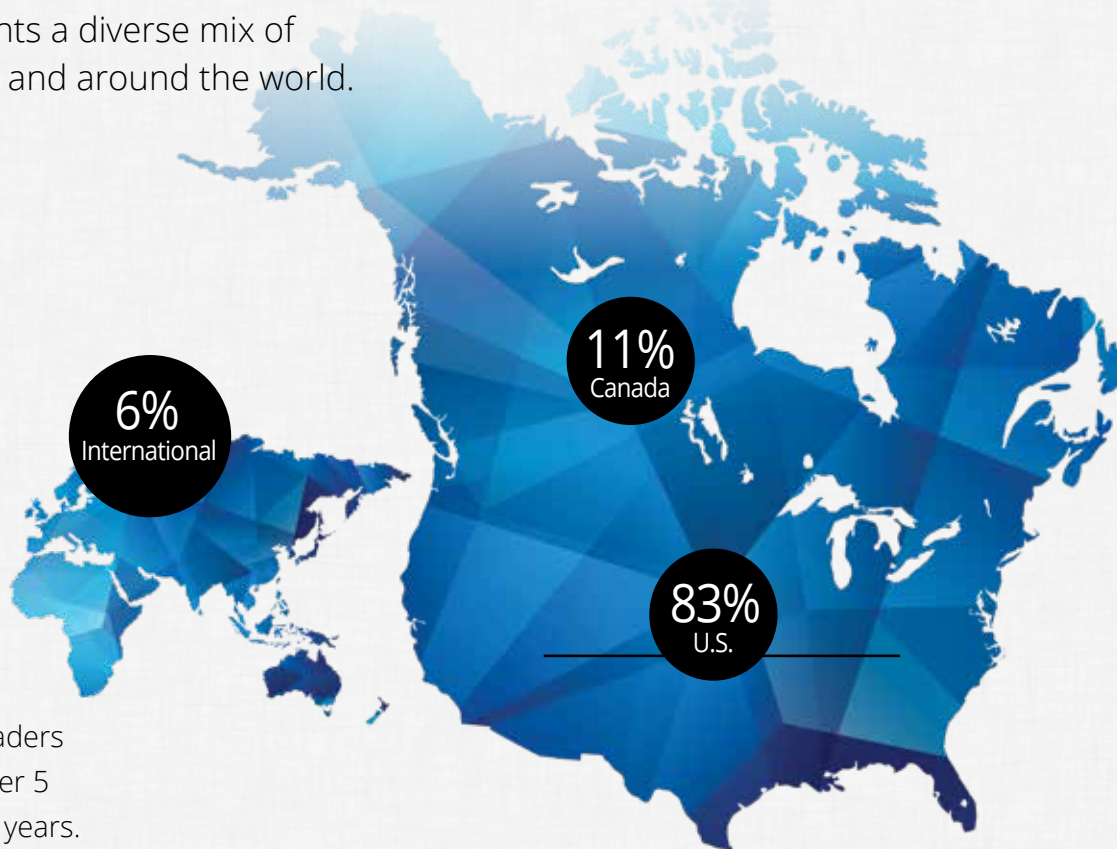 nts a diverse mix of
and around the world.
11%
Canada
6%
International
83%
U.S.
aders
er 5
years.